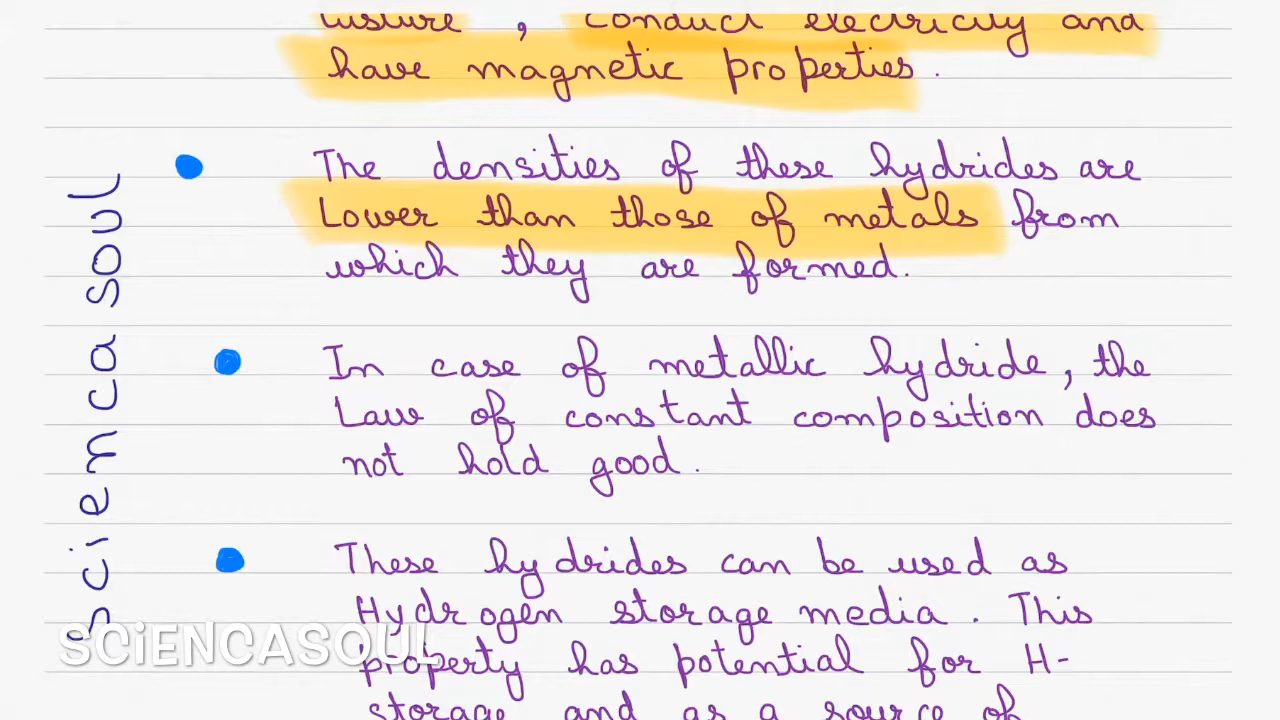 lusture , conduct electricity and
have magnetic properties .
The densities of these hydrides are
Lower than those of metals from
which they are formed.
In case of metallic hydride, the
Law of constant composition does
not hold good.
These hydrides can be used as
Hydrogen storage media. This
property has potential for H-
storage and as a source of
sciencasoul
SCiENCASOUL